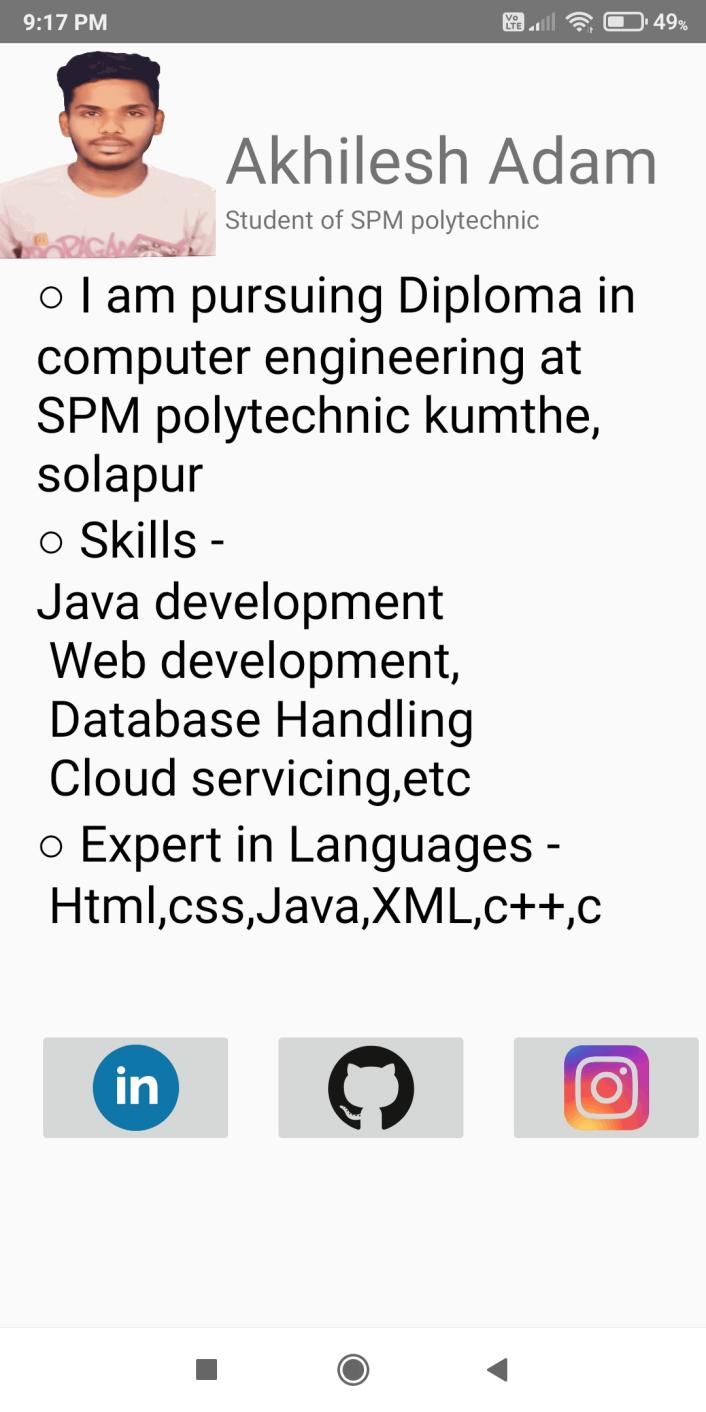 9:17 PM Vo LTE 49%
Akhilesh Adam
Student of SPM polytechnic
○ I am pursuing Diploma in
computer engineering at
SPM polytechnic kumthe,
solapur
○ Skills -
Java development
Web development,
Database Handling
Cloud servicing,etc
○ Expert in Languages -
Html,css,Java,XML,c++,c
in